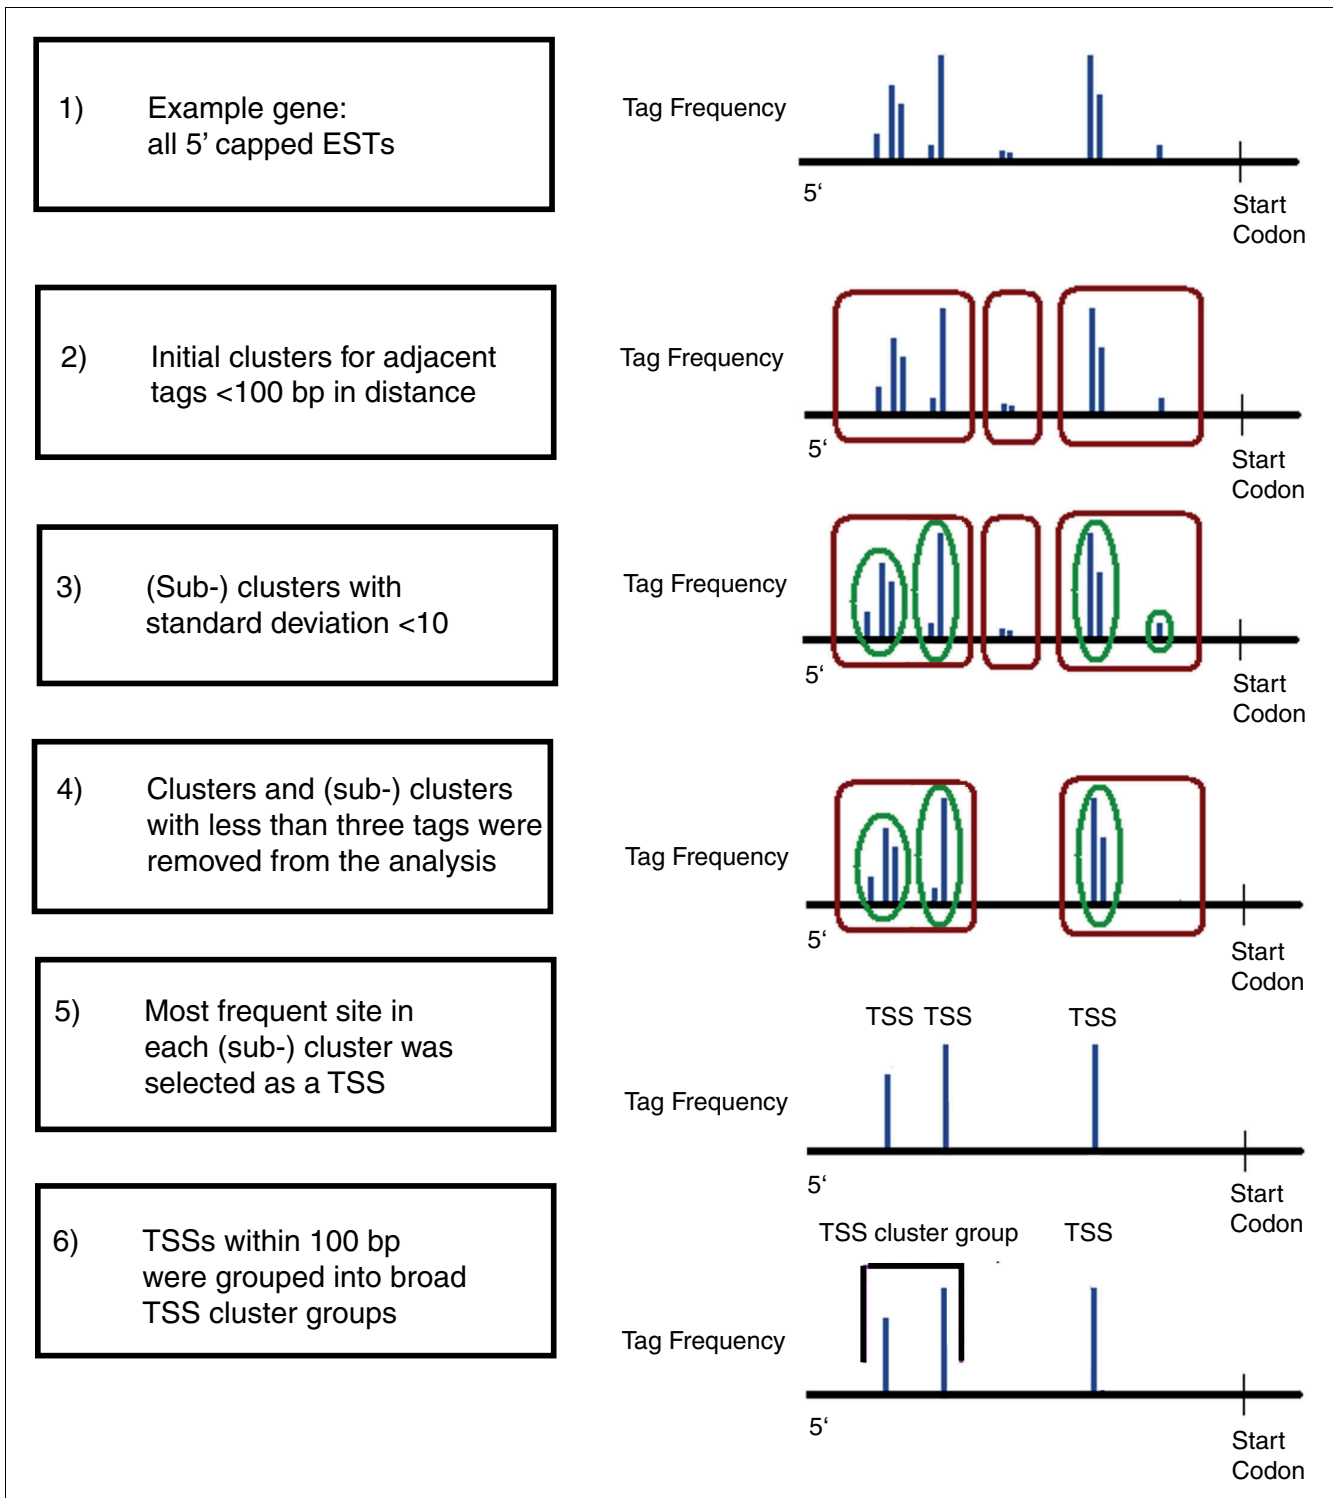 1) Example gene:
all 5’ capped ESTs
Tag Frequency
5‘
Start
Codon
2) Initial clusters for adjacent
tags <100 bp in distance
Tag Frequency
5‘
Start
Codon
3) (Sub-) clusters with
standard deviation <10
Tag Frequency
5‘
Start
Codon
4) Clusters and (sub-) clusters
with less than three tags were
removed from the analysis
Tag Frequency
5‘
Start
Codon
5) Most frequent site in
each (sub-) cluster was
selected as a TSS
TSS TSS TSS
Tag Frequency
5‘
Start
Codon
6) TSSs within 100 bp
were grouped into broad
TSS cluster groups
TSS cluster group TSS
Tag Frequency
5‘
Start
Codon